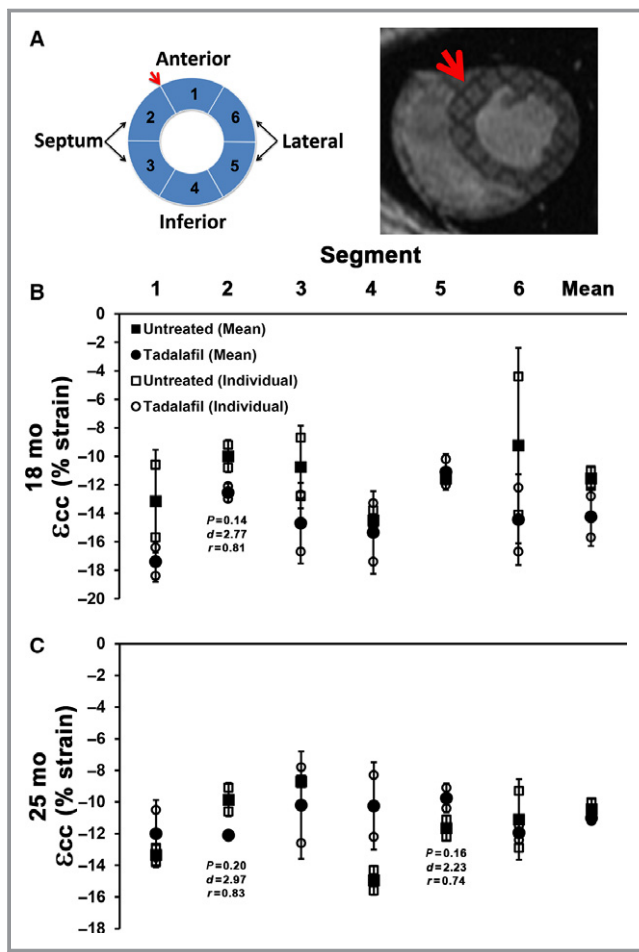 A
Anterior
1
2
6
Septum
Lateral
3
5
4
Inferior
Segment
B
1 2 3 4 5 6 Mean
0
−2
−4
−6
−8
−10
−12
−14
−16
−18
−20
Untreated (Mean)
Tadalafil (Mean)
Untreated (Individual)
Tadalafil (Individual)
18 mo
Ɛcc (% strain)
P=0.14
d=2.77
r=0.81
C
0
−2
−4
−6
−8
−10
−12
−14
−16
−18
25 mo
Ɛcc (% strain)
P=0.20
d=2.97
r=0.83
P=0.16
d=2.23
r=0.74